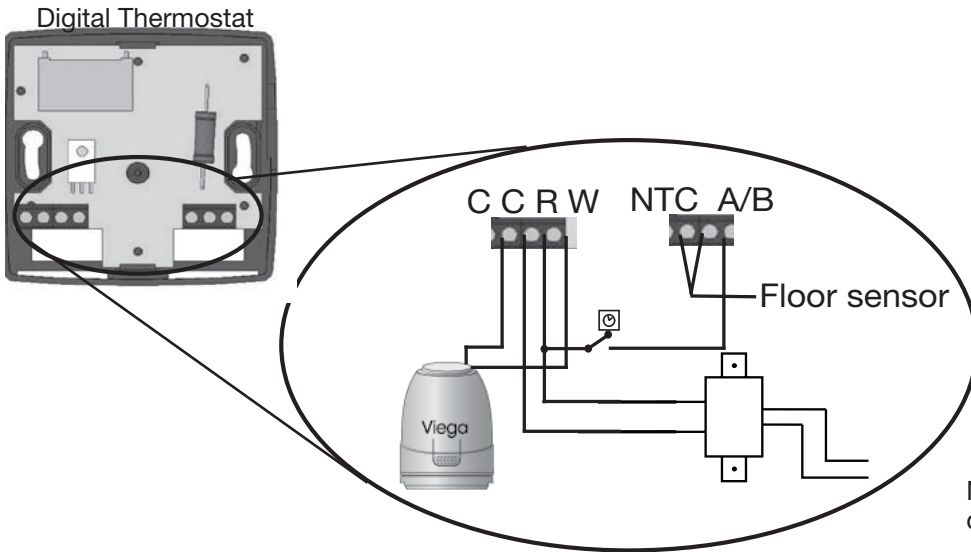 Digital Thermostat
C C R W
NTC A/B
Floor sensor
Viega